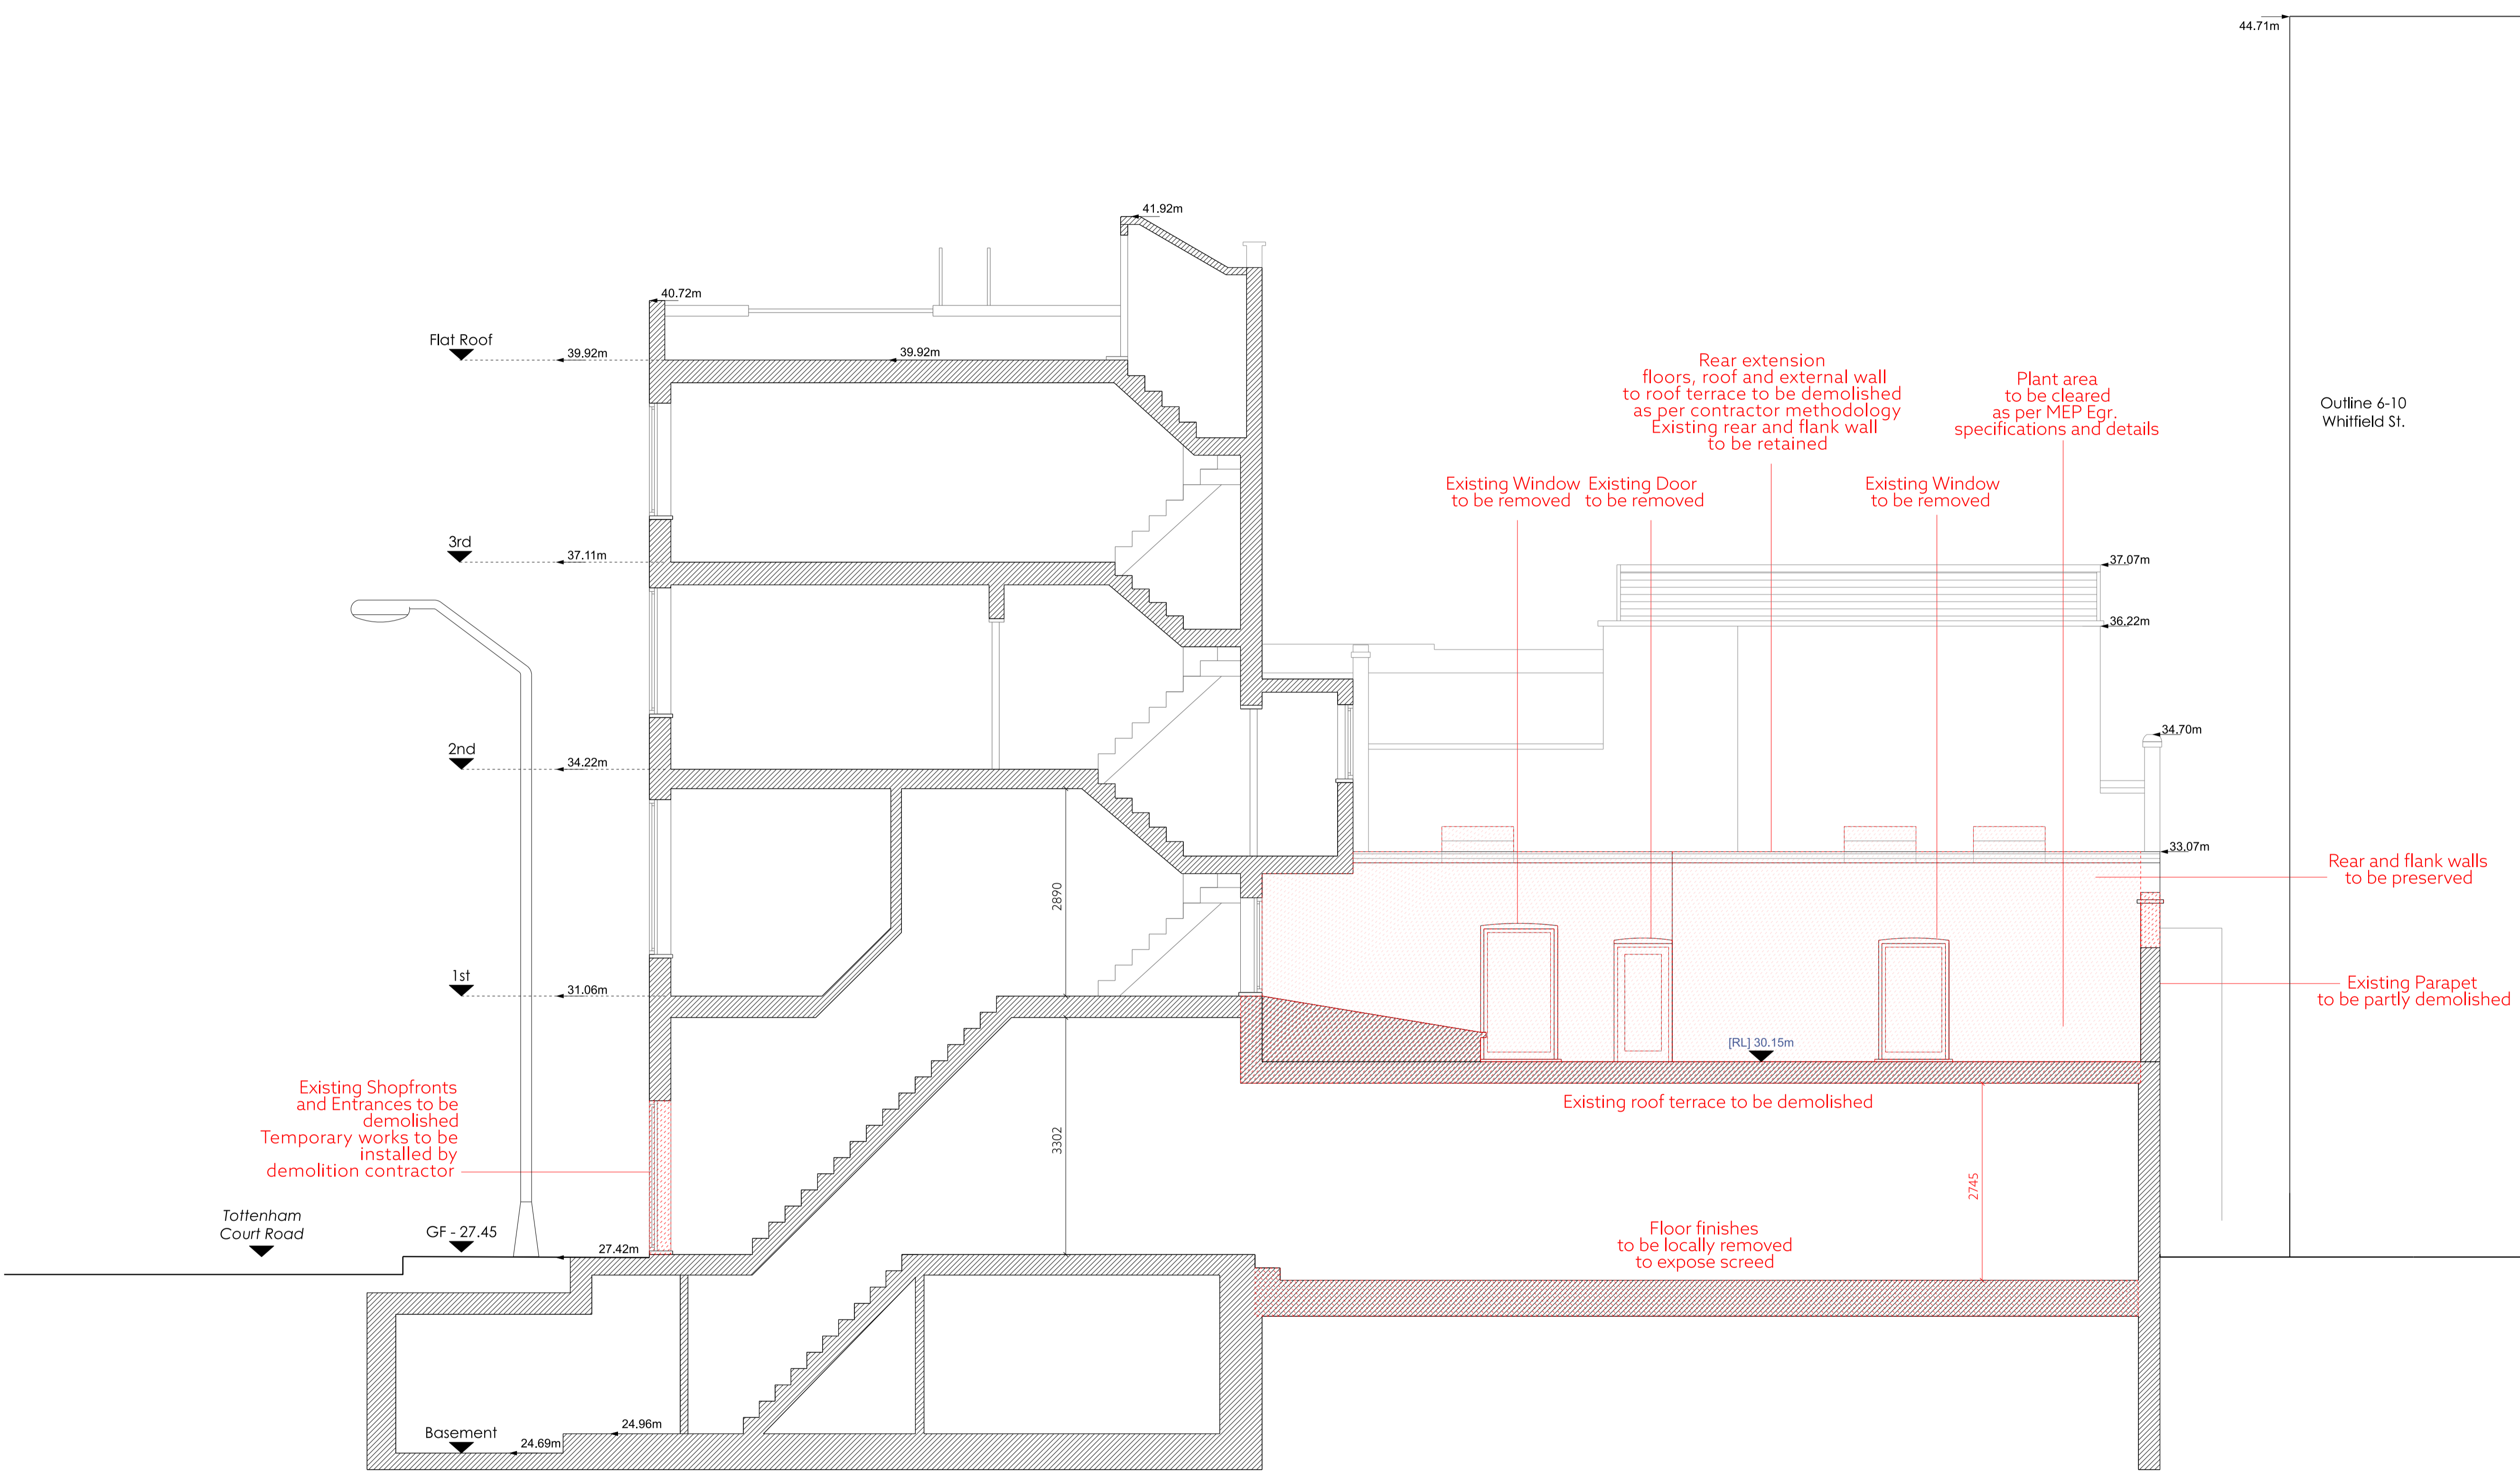 44.71m
41.92m
40.72m
Flat Roof
39.92m
39.92m
Rear extension
floors, roof and external wall
to roof terrace to be demolished
as per contractor methodology
Existing rear and flank wall
to be retained
Plant area
to be cleared
as per MEP Egr.
specifications and details
Outline 6-10
Whitfield St.
Existing Window
to be removed
Existing Door
to be removed
Existing Window
to be removed
3rd
37.11m
37.07m
36.22m
34.70m
2nd
34.22m
33.07m
Rear and flank walls
to be preserved
2890
1st
31.06m
Existing Parapet
to be partly demolished
[RL] 30.15m
Existing roof terrace to be demolished
Existing Shopfronts
and Entrances to be
demolished
Temporary works to be
installed by
demolition contractor
3302
2745
Tottenham
Court Road
GF - 27.45
27.42m
Floor finishes
to be locally removed
to expose screed
Basement
24.69m
24.96m